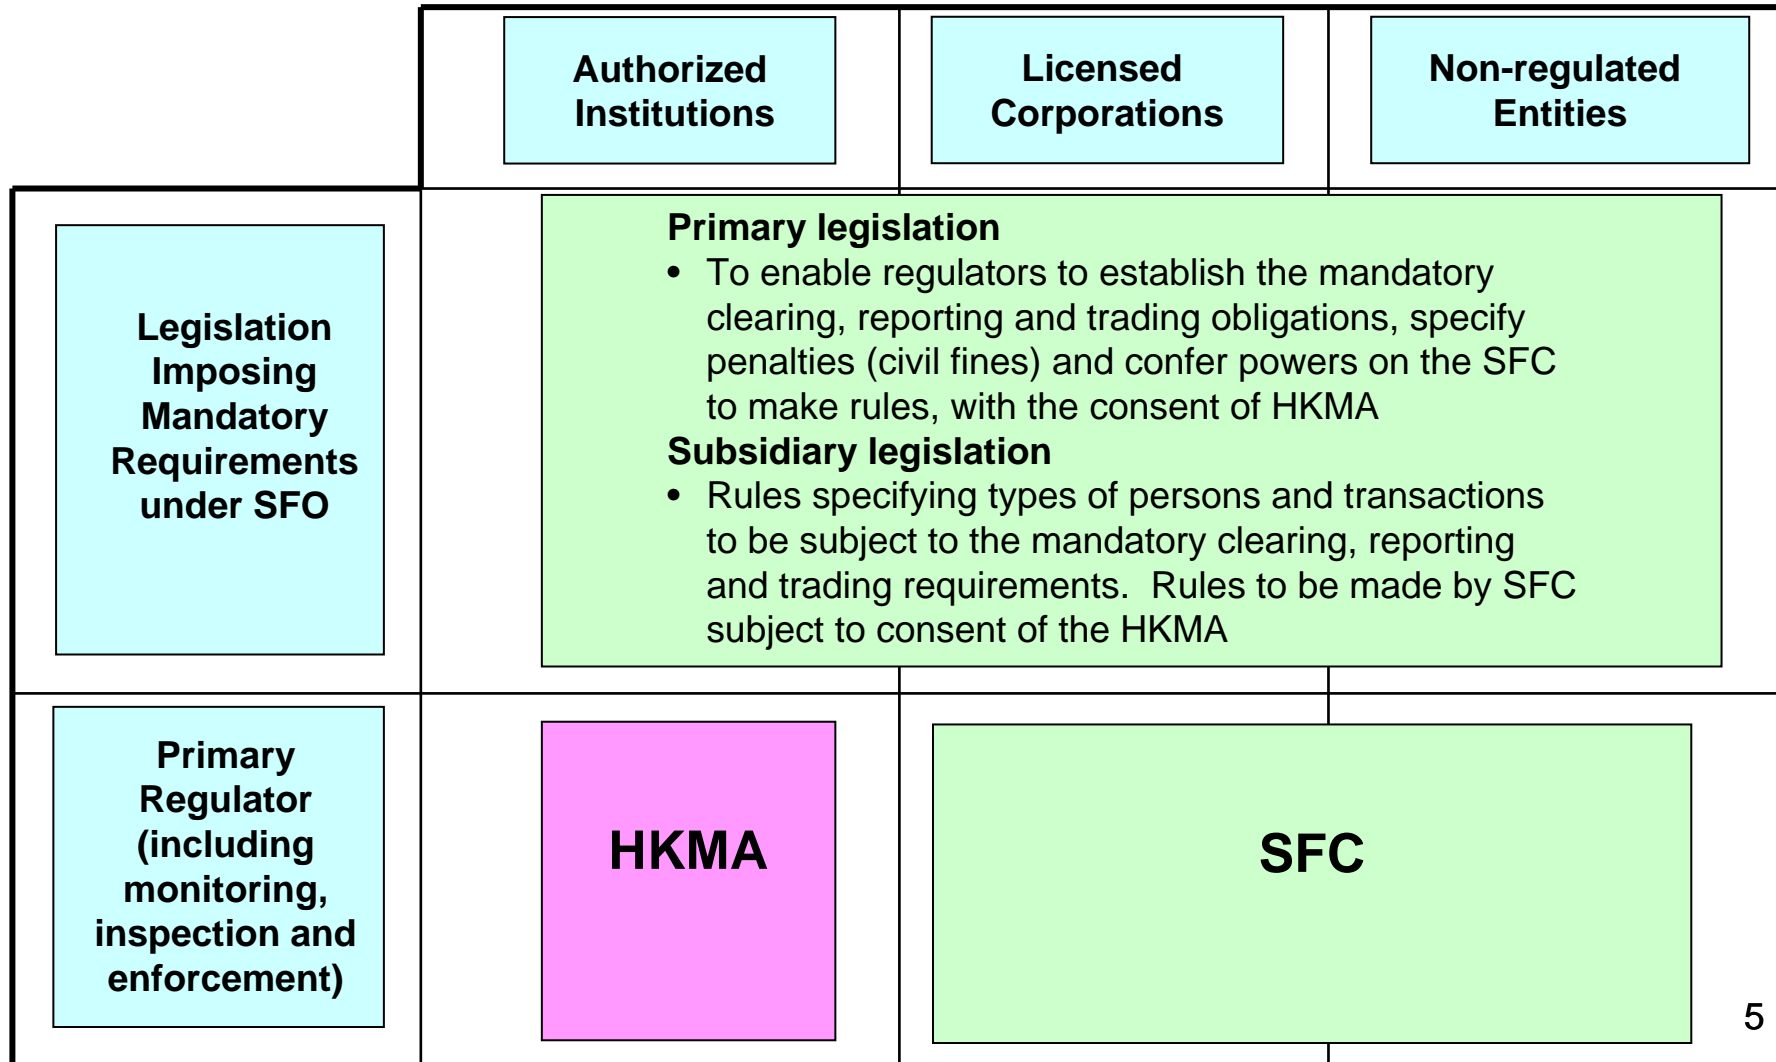 Authorized
Institutions
Licensed
Corporations
Non-regulated
Entities
Legislation
Imposing
Mandatory
Requirements
under SFO
Primary legislation
• To enable regulators to establish the mandatory
clearing, reporting and trading obligations, specify
penalties (civil fines) and confer powers on the SFC
to make rules, with the consent of HKMA
Subsidiary legislation
• Rules specifying types of persons and transactions
to be subject to the mandatory clearing, reporting
and trading requirements.  Rules to be made by SFC
subject to consent of the HKMA
Primary
Regulator
(including
monitoring,
inspection and
enforcement)
HKMA
SFC
5